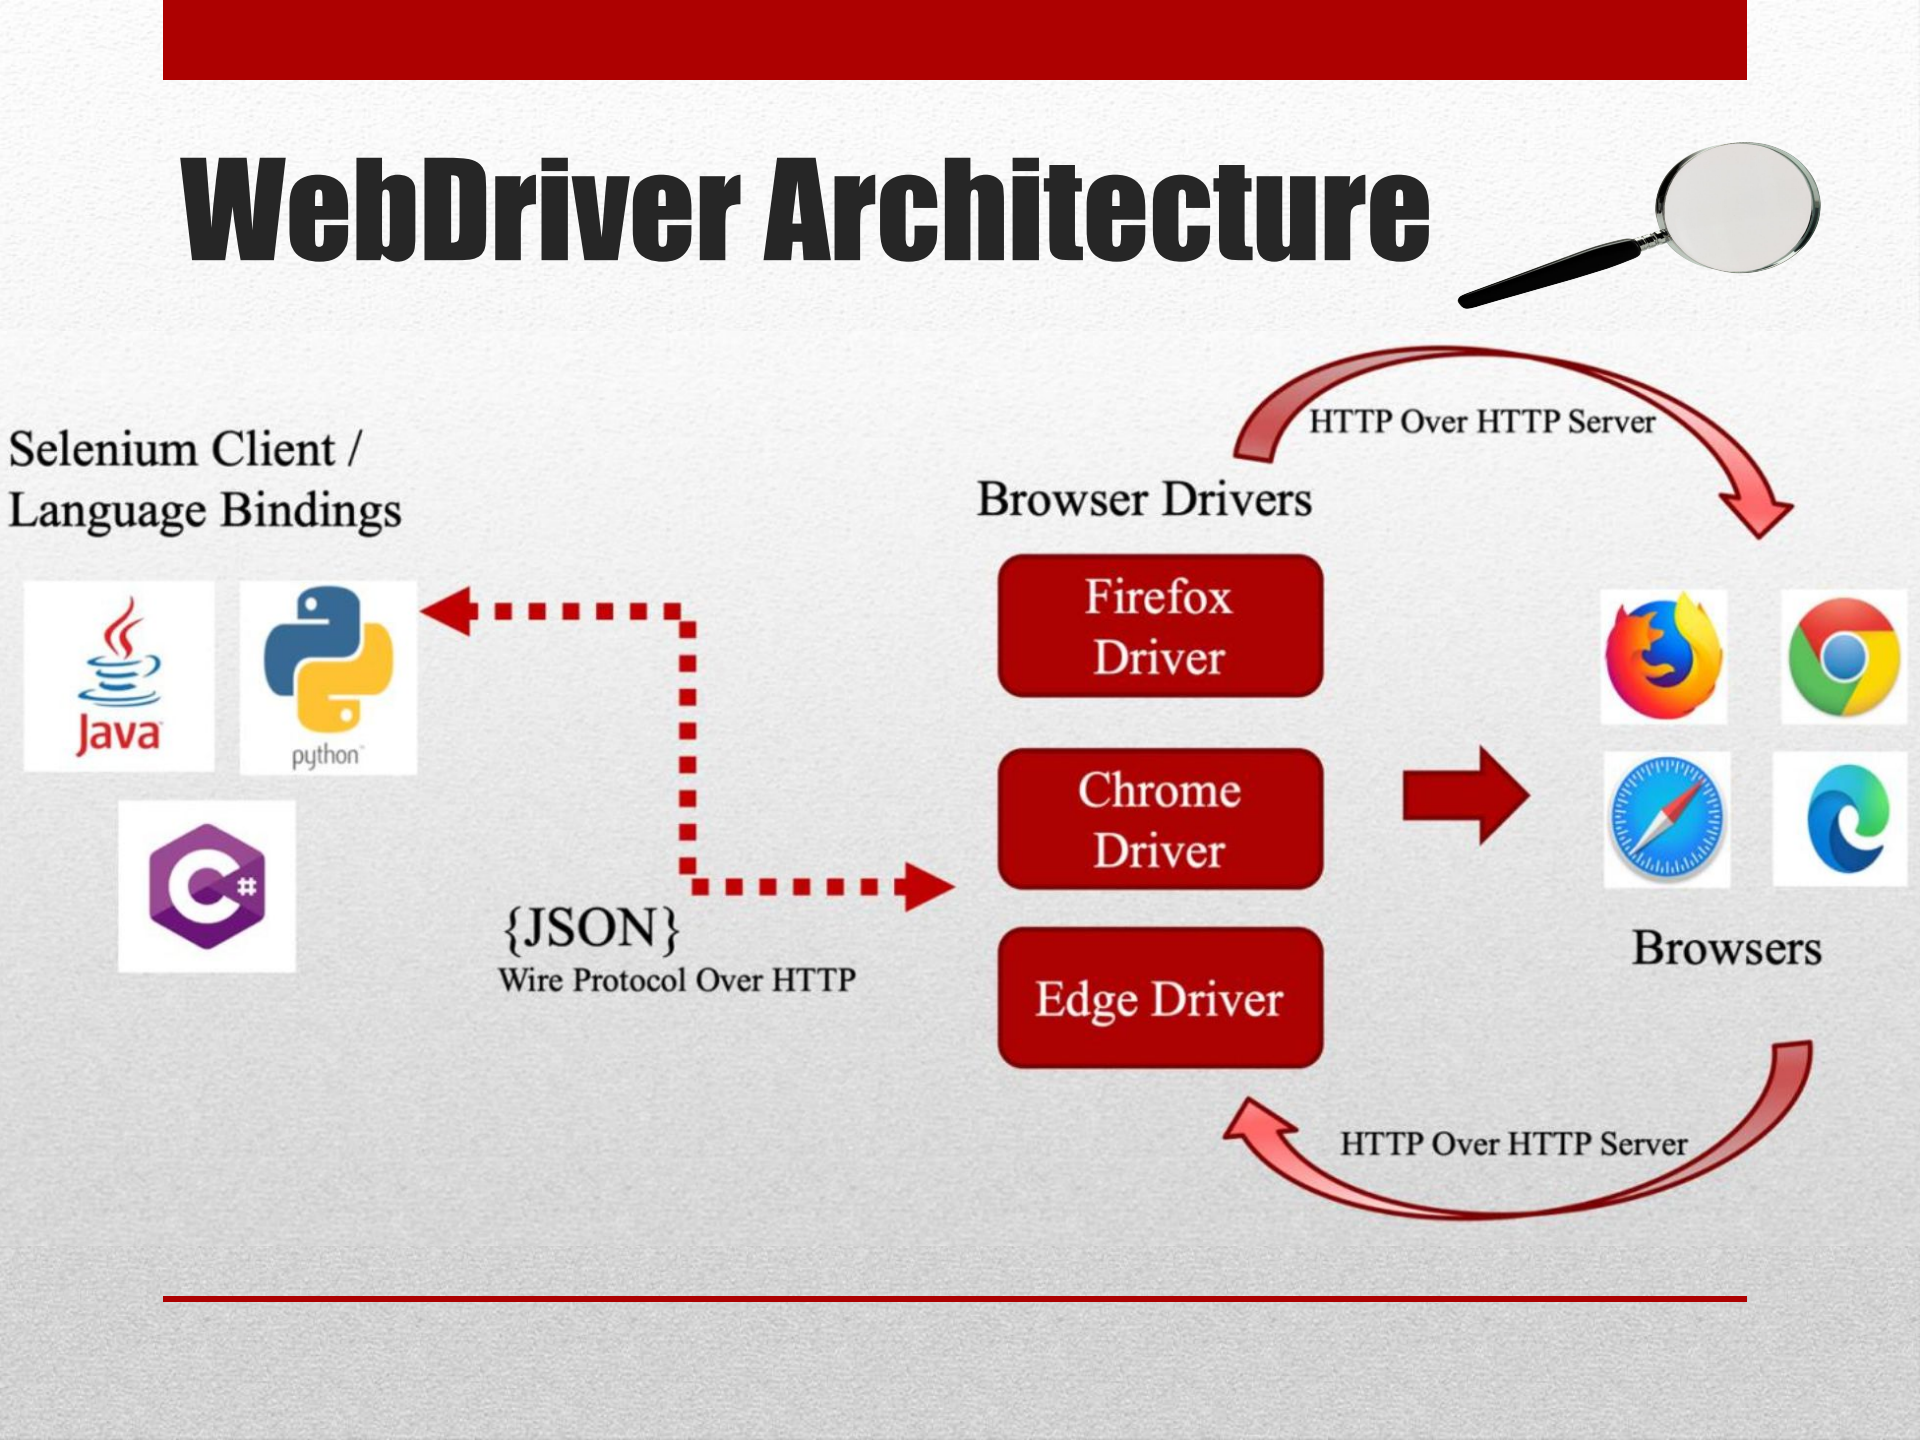 WebDriver Architecture
HTTP Over HTTP Server
Selenium Client /
Language Bindings
Browser Drivers
Firefox
Driver
Java
python
Chrome
Driver
C#
{JSON}
Wire Protocol Over HTTP
Edge Driver
Browsers
HTTP Over HTTP Server